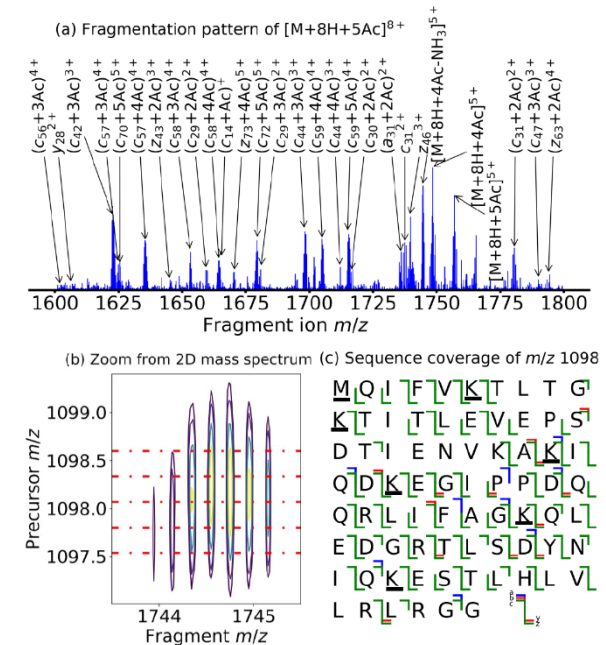 (a) Fragmentation pattern of [M+8H+5Ac]⁸⁺
(c₅₆+3Ac)⁴⁺
y₂₈²⁺
(c₄₂+3Ac)³⁺
(c₅₇+3Ac)⁴⁺
(c₇₀+5Ac)⁵⁺
(c₅₇+4Ac)⁴⁺
(z₄₃+2Ac)³⁺
(c₅₈+3Ac)⁴⁺
(c₂₉+2Ac)²⁺
(c₅₈+4Ac)⁴⁺
(c₁₄+Ac)⁺
(z₇₃+4Ac)⁵⁺
(c₇₂+5Ac)⁵⁺
(c₂₉+3Ac)²⁺
(c₄₄+3Ac)³⁺
(c₅₉+4Ac)⁴⁺
(c₄₄+4Ac)³⁺
(c₅₉+5Ac)⁴⁺
(c₃₀+2Ac)²⁺
(a₃₁+2Ac)²⁺
c₃₁²⁺
z₄₆³⁺
[M+8H+4Ac-NH₃]⁵⁺
[M+8H+4Ac]⁵⁺
[M+8H+5Ac]⁵⁺
(c₃₁+2Ac)²⁺
(c₄₇+3Ac)³⁺
(z₆₃+2Ac)⁴⁺
1600 1625 1650 1675 1700 1725 1750 1775 1800
Fragment ion m/z
(b) Zoom from 2D mass spectrum
Precursor m/z
1099.0
1098.5
1098.0
1097.5
1744 1745
Fragment m/z
(c) Sequence coverage of m/z 1098
M Q I F V K T L T G
K T I T L E V E P S
D T I E N V K A K I
Q D K E G I P P D Q
Q R L I F A G K Q L
E D G R T L S D Y N
I Q K E S T L H L V
L R L R G G
a
b
c
y
z